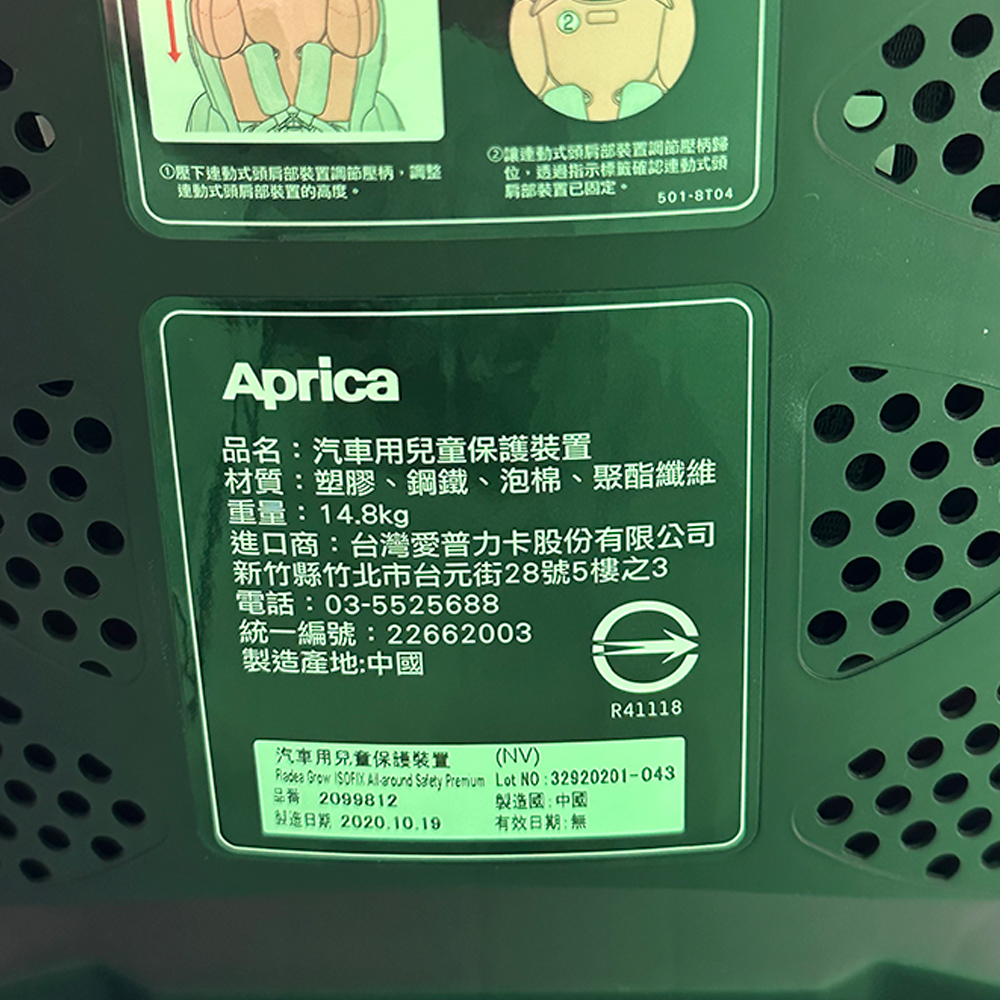 ②
①壓下連動式頭肩部裝置調節壓柄，調整
連動式頭肩部裝置的高度。
②讓連動式頭肩部裝置調節壓柄歸
位，透過指示標籤確認連動式頭
肩部裝置已固定。
501-8T04
Aprica
品名：汽車用兒童保護裝置
材質：塑膠、鋼鐵、泡棉、聚酯纖維
重量：14.8kg
進口商：台灣愛普力卡股份有限公司
新竹縣竹北市台元街28號5樓之3
電話：03-5525688
統一編號：22662003
製造產地:中國
R41118
汽車用兒童保護裝置 (NV)
Radea Grow ISOFIX All-around Safety Premium Lot NO:32920201-043
品番 2099812 製造國:中國
製造日期 2020.10.19 有效日期:無